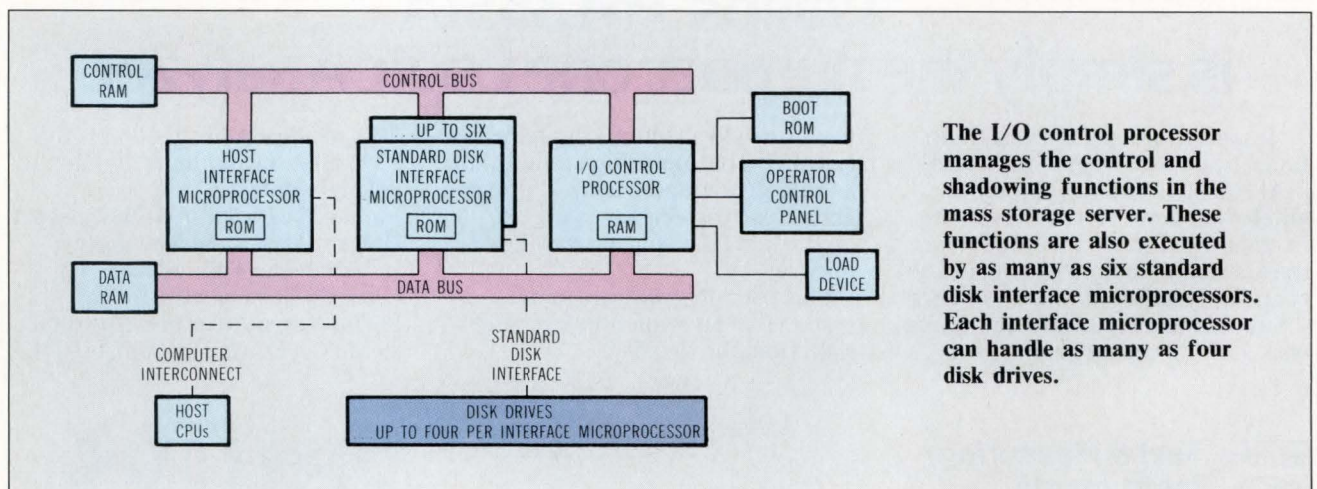 CONTROL
RAM
CONTROL BUS
...UP TO SIX
HOST
INTERFACE
MICROPROCESSOR
ROM
STANDARD DISK
INTERFACE
MICROPROCESSOR
ROM
I/O CONTROL
PROCESSOR
RAM
BOOT
ROM
OPERATOR
CONTROL
PANEL
LOAD
DEVICE
DATA
RAM
DATA BUS
COMPUTER
INTERCONNECT
STANDARD
DISK
INTERFACE
HOST
CPUs
DISK DRIVES
...UP TO FOUR PER INTERFACE MICROPROCESSOR
The I/O control processor
manages the control and
shadowing functions in the
mass storage server. These
functions are also executed
by as many as six standard
disk interface microprocessors.
Each interface microprocessor
can handle as many as four
disk drives.